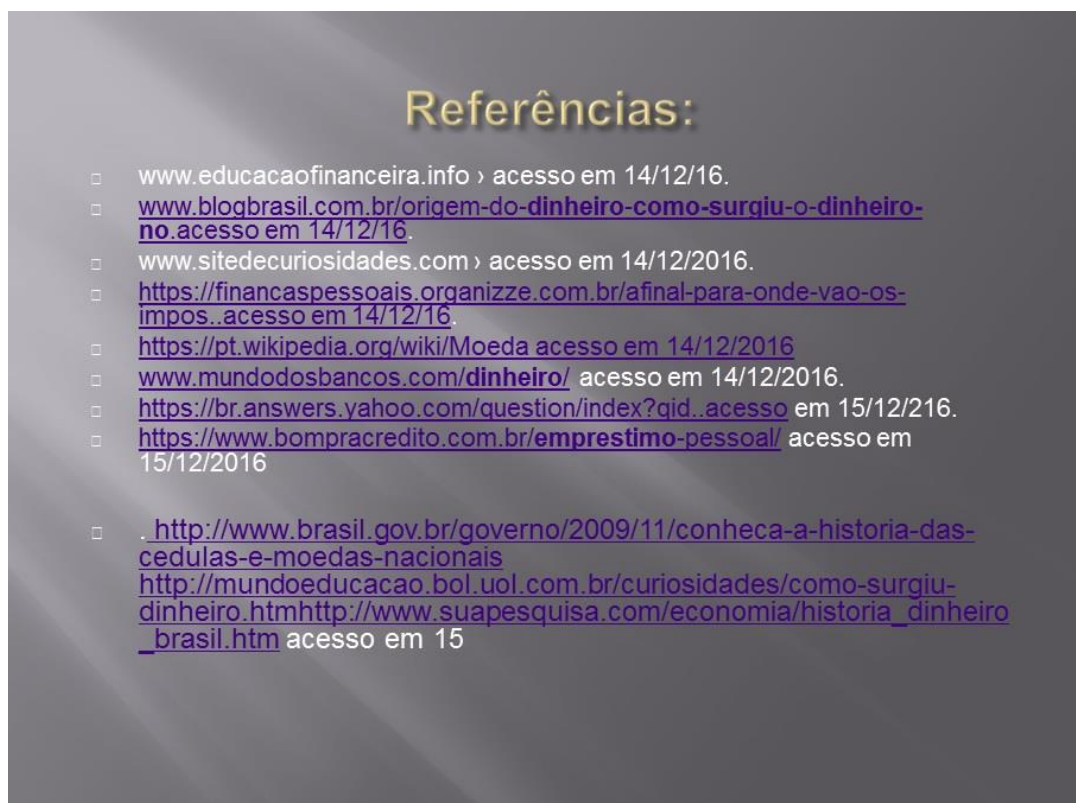 Referências:
www.educacaofinanceira.info › acesso em 14/12/16.
www.blogbrasil.com.br/origem-do-dinheiro-como-surgiu-o-dinheiro-
no.acesso em 14/12/16.
www.sitedecuriosidades.com › acesso em 14/12/2016.
https://financaspessoais.organizze.com.br/afinal-para-onde-vao-os-
impos..acesso em 14/12/16.
https://pt.wikipedia.org/wiki/Moeda acesso em 14/12/2016
www.mundodosbancos.com/dinheiro/ acesso em 14/12/2016.
https://br.answers.yahoo.com/question/index?qid..acesso em 15/12/216.
https://www.bompracredito.com.br/emprestimo-pessoal/ acesso em
15/12/2016
. http://www.brasil.gov.br/governo/2009/11/conheca-a-historia-das-
cedulas-e-moedas-nacionais
http://mundoeducacao.bol.uol.com.br/curiosidades/como-surgiu-
dinheiro.htmhttp://www.suapesquisa.com/economia/historia_dinheiro
_brasil.htm acesso em 15